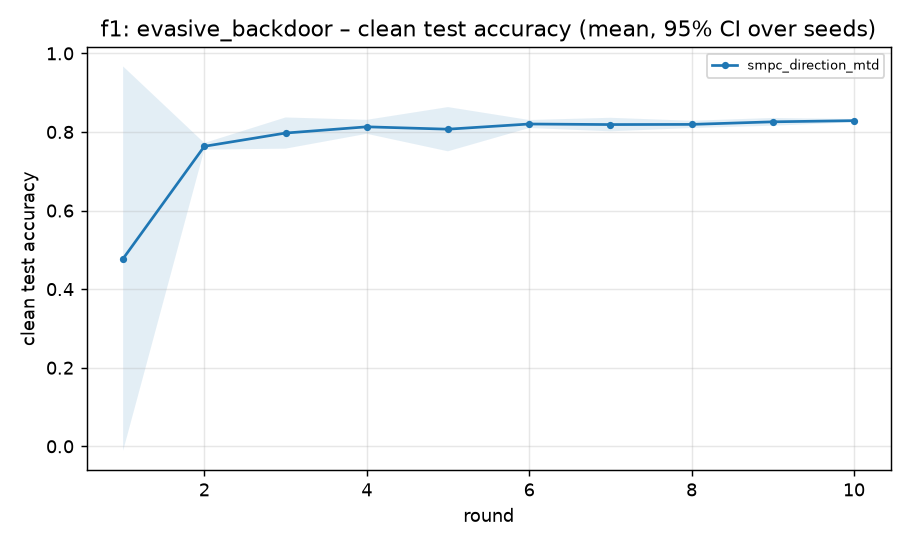 f1: evasive_backdoor – clean test accuracy (mean, 95% CI over seeds)
smpc_direction_mtd
clean test accuracy
1.0
0.8
0.6
0.4
0.2
0.0
2 4 6 8 10
round